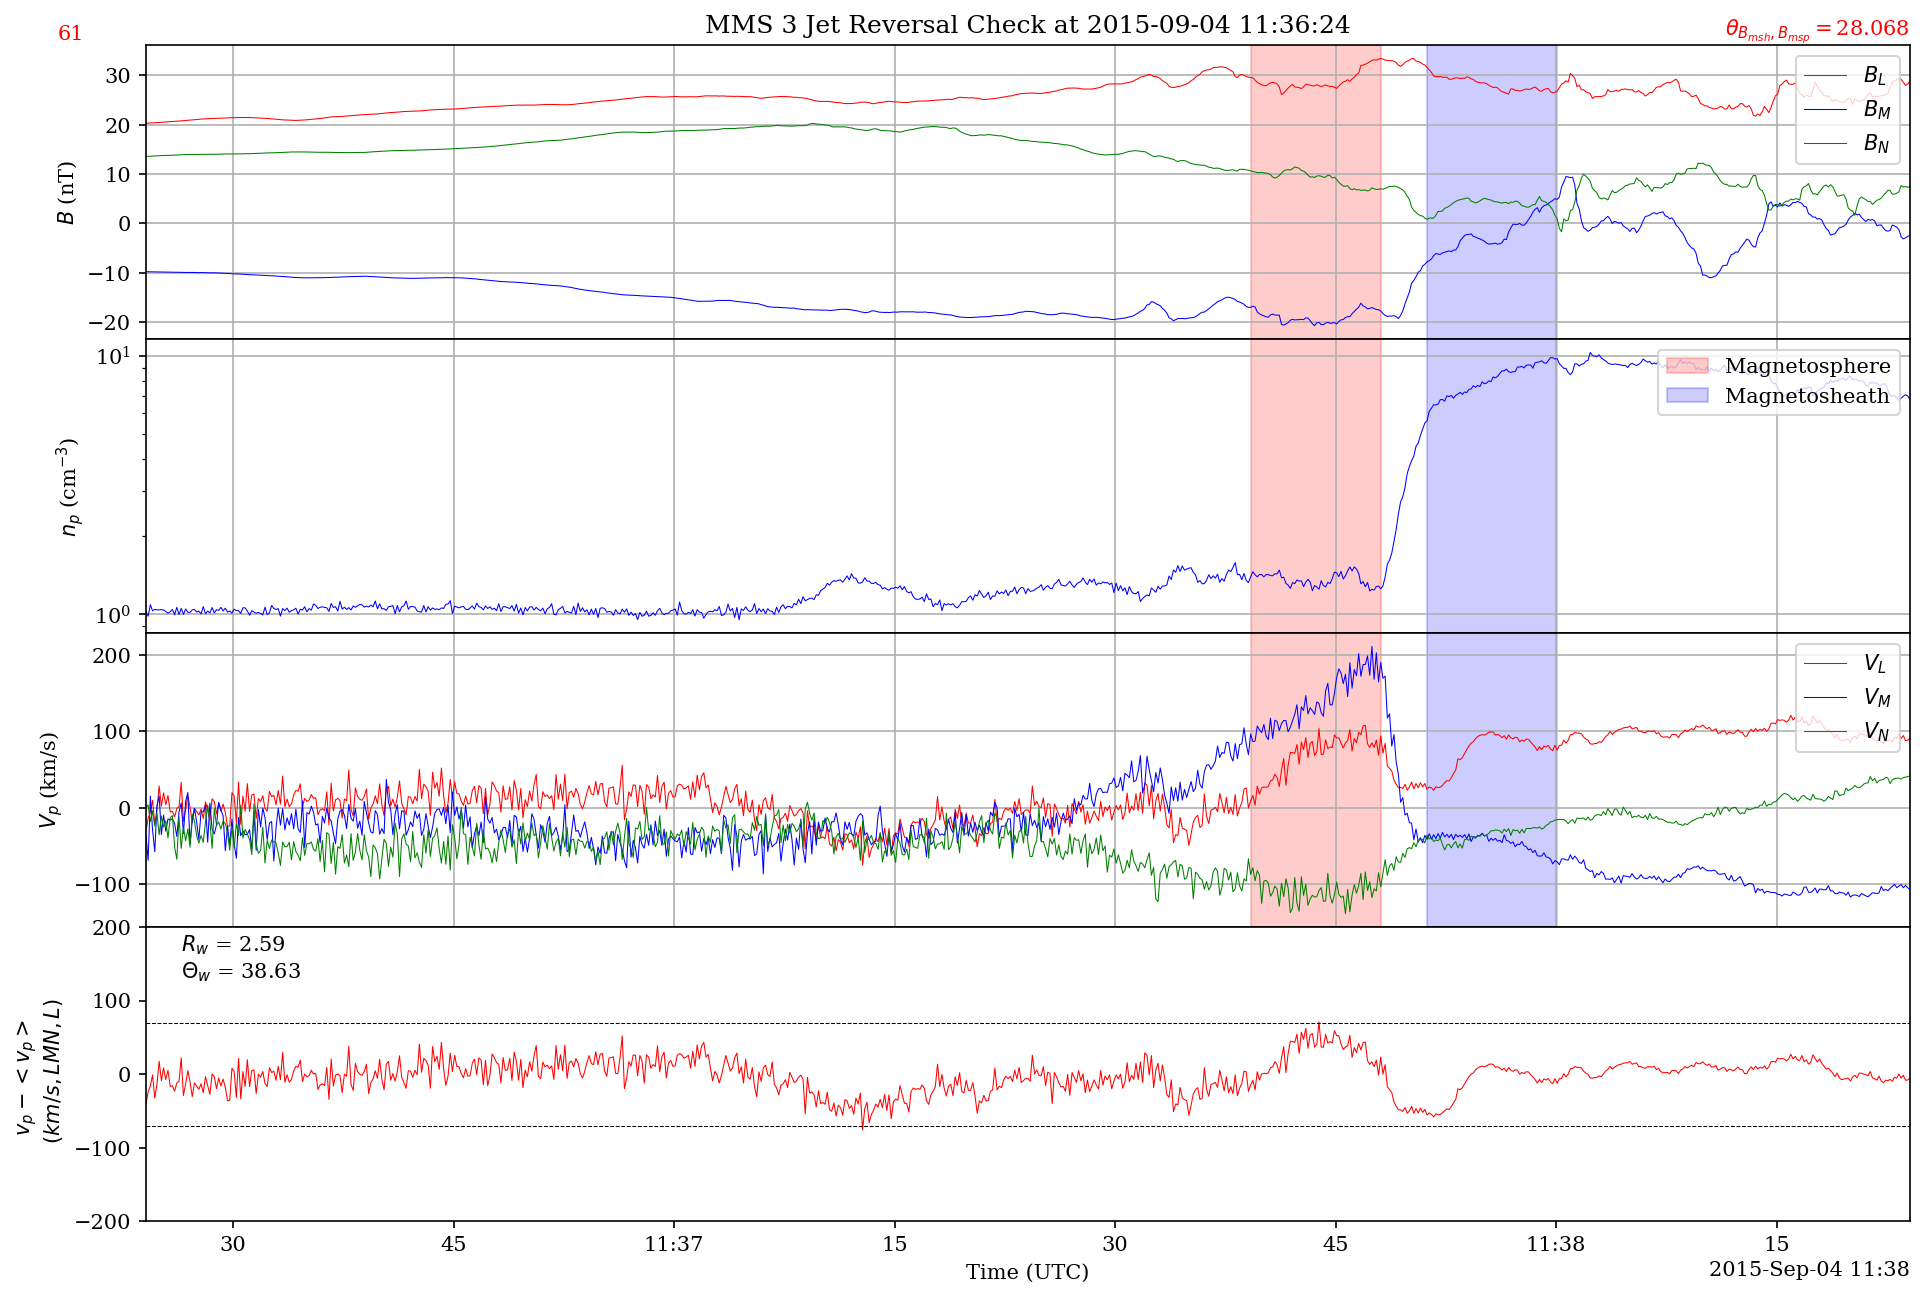 MMS 3 Jet Reversal Check at 2015-09-04 11:36:24
61
θ_{B_{msh}, B_{msp}} = 28.068
30
20
10
0
−10
−20
B (nT)
B_L
B_M
B_N
10^1
10^0
n_p (cm^{−3})
Magnetosphere
Magnetosheath
200
100
0
−100
V_p (km/s)
V_L
V_M
V_N
200
100
0
−100
−200
v_p − < v_p >
(km/s, LMN, L)
R_w = 2.59
Θ_w = 38.63
30 45 11:37 15 30 45 11:38 15
Time (UTC)
2015-Sep-04 11:38